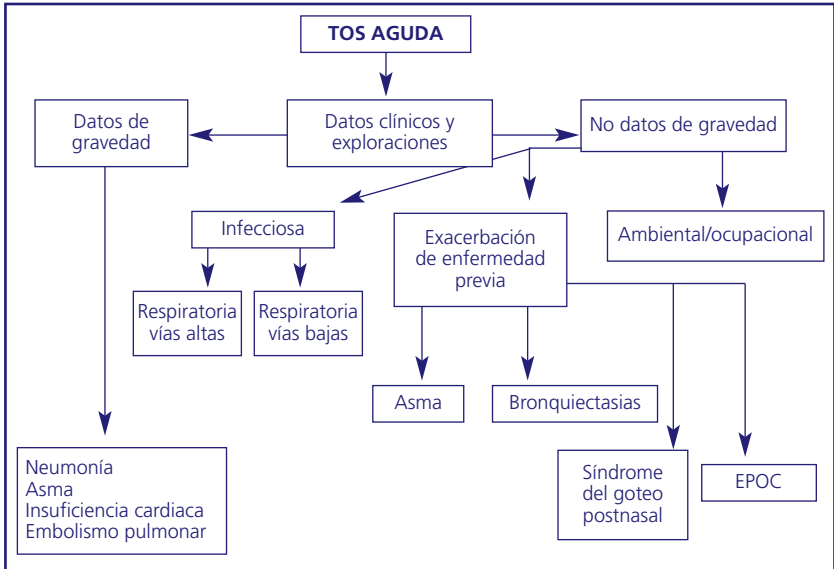 TOS AGUDA
Datos de
gravedad
Datos clínicos y
exploraciones
No datos de gravedad
Infecciosa
Exacerbación
de enfermedad
previa
Ambiental/ocupacional
Respiratoria
vías altas
Respiratoria
vías bajas
Asma
Bronquiectasias
Neumonía
Asma
Insuficiencia cardiaca
Embolismo pulmonar
Síndrome
del goteo
postnasal
EPOC